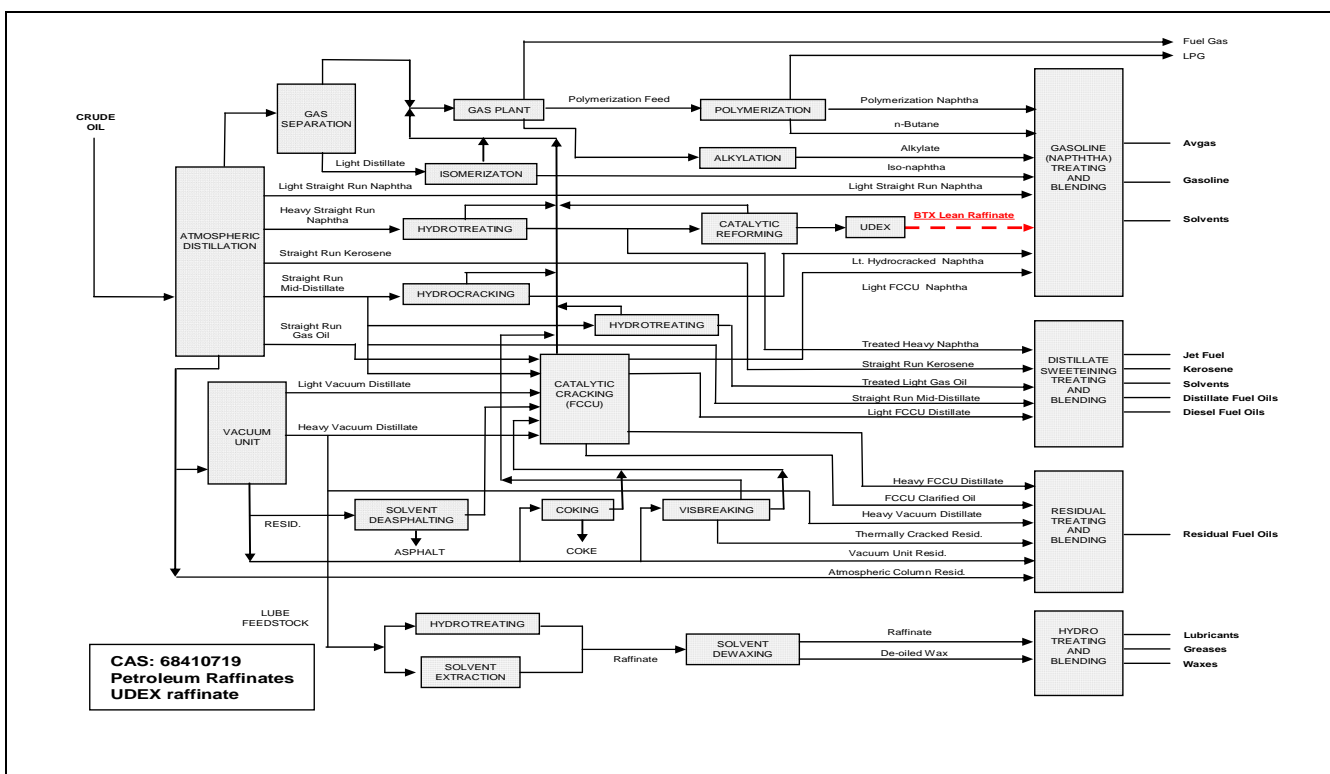 Fuel Gas
LPG
CRUDE
OIL
GAS
SEPARATION
GAS PLANT
Polymerization Feed
POLYMERIZATION
Polymerization Naphtha
n-Butane
Light Distillate
ISOMERIZATON
ALKYLATION
Alkylate
Iso-naphtha
GASOLINE
(NAPTHTHA)
TREATING
AND
BLENDING
Avgas
Gasoline
Solvents
ATMOSPHERIC
DISTILLATION
Light Straight Run Naphtha
Light Straight Run Naphtha
Heavy Straight Run
Naphtha
HYDROTREATING
CATALYTIC
REFORMING
UDEX
BTX Lean Raffinate
Straight Run Kerosene
Lt. Hydrocracked Naphtha
Straight Run
Mid-Distillate
HYDROCRACKING
Light FCCU Naphtha
Straight Run
Gas Oil
HYDROTREATING
CATALYTIC
CRACKING
(FCCU)
Treated Heavy Naphtha
Straight Run Kerosene
Treated Light Gas Oil
Straight Run Mid-Distillate
Light FCCU Distillate
DISTILLATE
SWEETEINING
TREATING
AND
BLENDING
Jet Fuel
Kerosene
Solvents
Distillate Fuel Oils
Diesel Fuel Oils
VACUUM
UNIT
Light Vacuum Distillate
Heavy Vacuum Distillate
RESID.
SOLVENT
DEASPHALTING
ASPHALT
COKING
COKE
VISBREAKING
Heavy FCCU Distillate
FCCU Clarified Oil
Heavy Vacuum Distillate
Thermally Cracked Resid.
Vacuum Unit Resid.
Atmospheric Column Resid.
RESIDUAL
TREATING
AND
BLENDING
Residual Fuel Oils
LUBE
FEEDSTOCK
HYDROTREATING
SOLVENT
EXTRACTION
Raffinate
SOLVENT
DEWAXING
Raffinate
De-oiled Wax
HYDRO
TREATING
AND
BLENDING
Lubricants
Greases
Waxes
CAS: 68410719
Petroleum Raffinates
UDEX raffinate